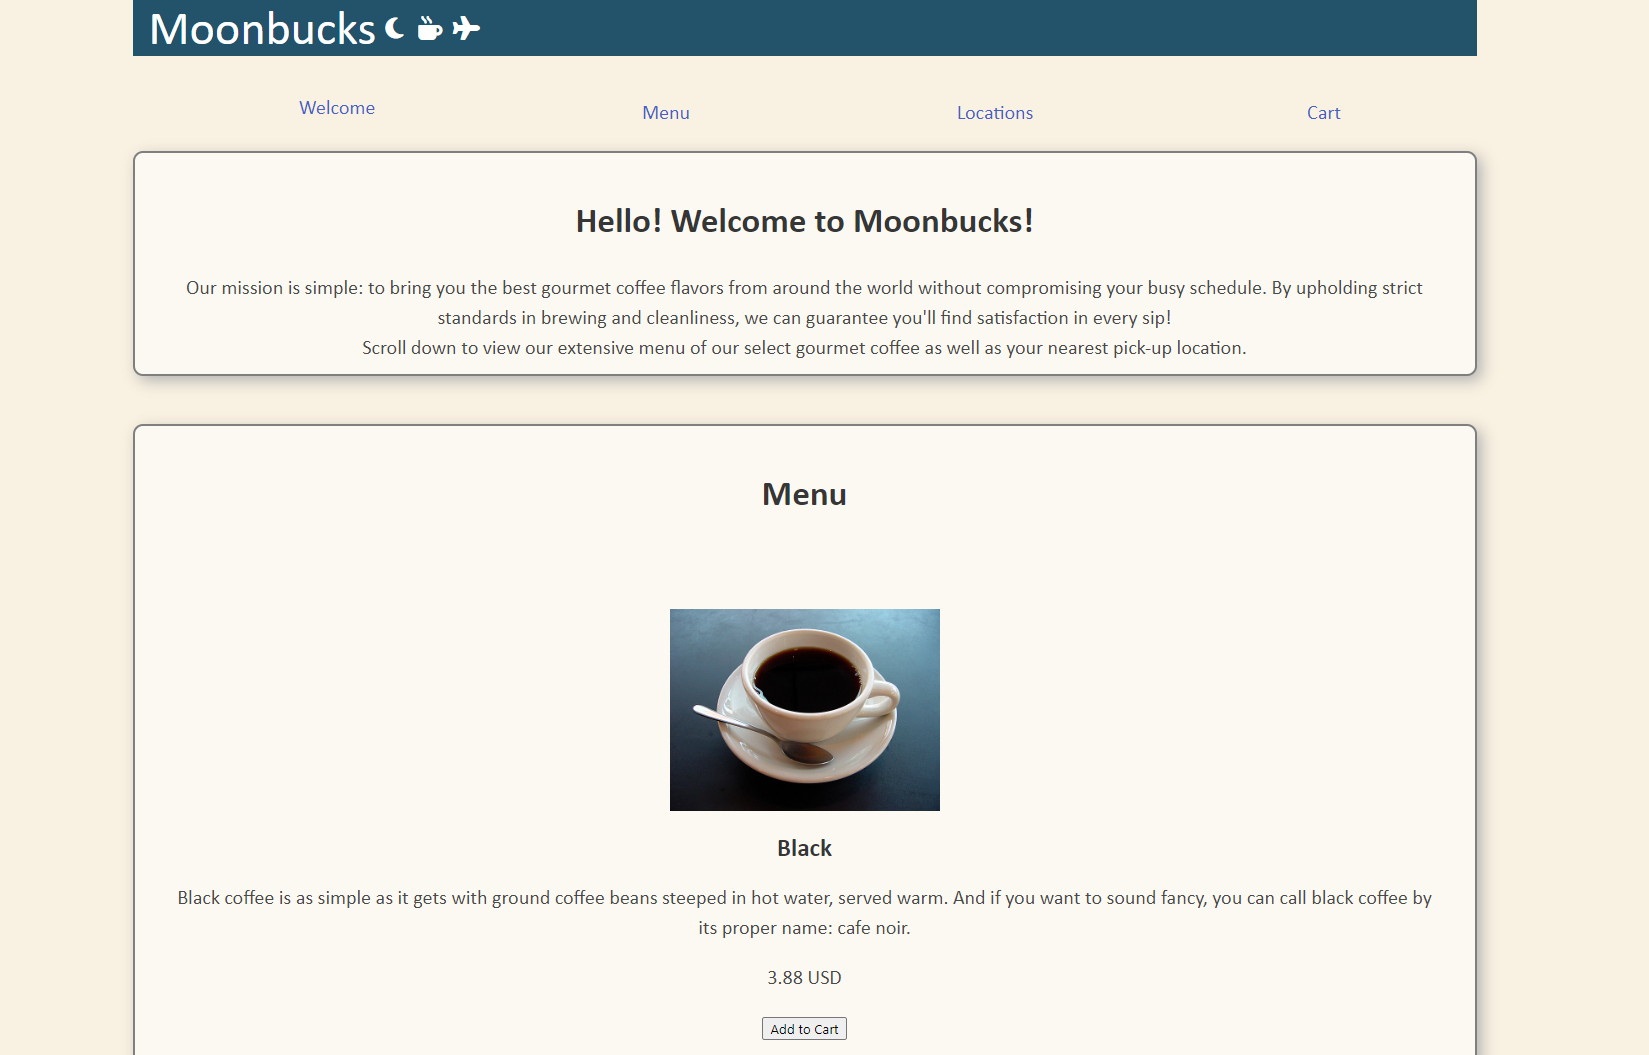 Moonbucks
Welcome
Menu
Locations
Cart
Hello! Welcome to Moonbucks!
Our mission is simple: to bring you the best gourmet coffee flavors from around the world without compromising your busy schedule. By upholding strict
standards in brewing and cleanliness, we can guarantee you'll find satisfaction in every sip!
Scroll down to view our extensive menu of our select gourmet coffee as well as your nearest pick-up location.
Menu
Black
Black coffee is as simple as it gets with ground coffee beans steeped in hot water, served warm. And if you want to sound fancy, you can call black coffee by
its proper name: cafe noir.
3.88 USD
Add to Cart